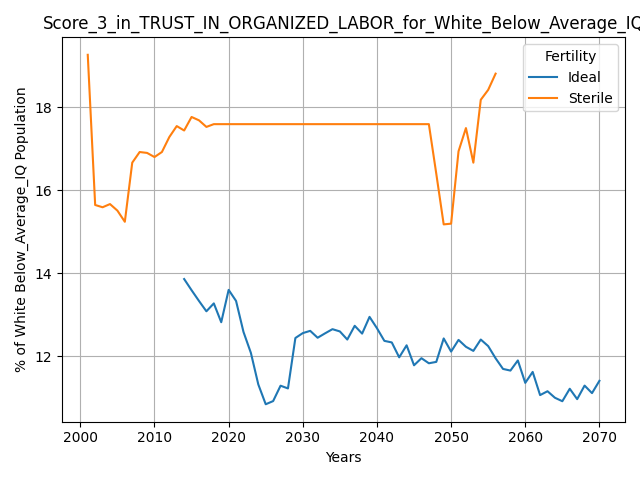 Score_3_in_TRUST_IN_ORGANIZED_LABOR_for_White_Below_Average_IQ
Fertility
Ideal
Sterile
% of White Below_Average_IQ Population
18
16
14
12
2000 2010 2020 2030 2040 2050 2060 2070
Years